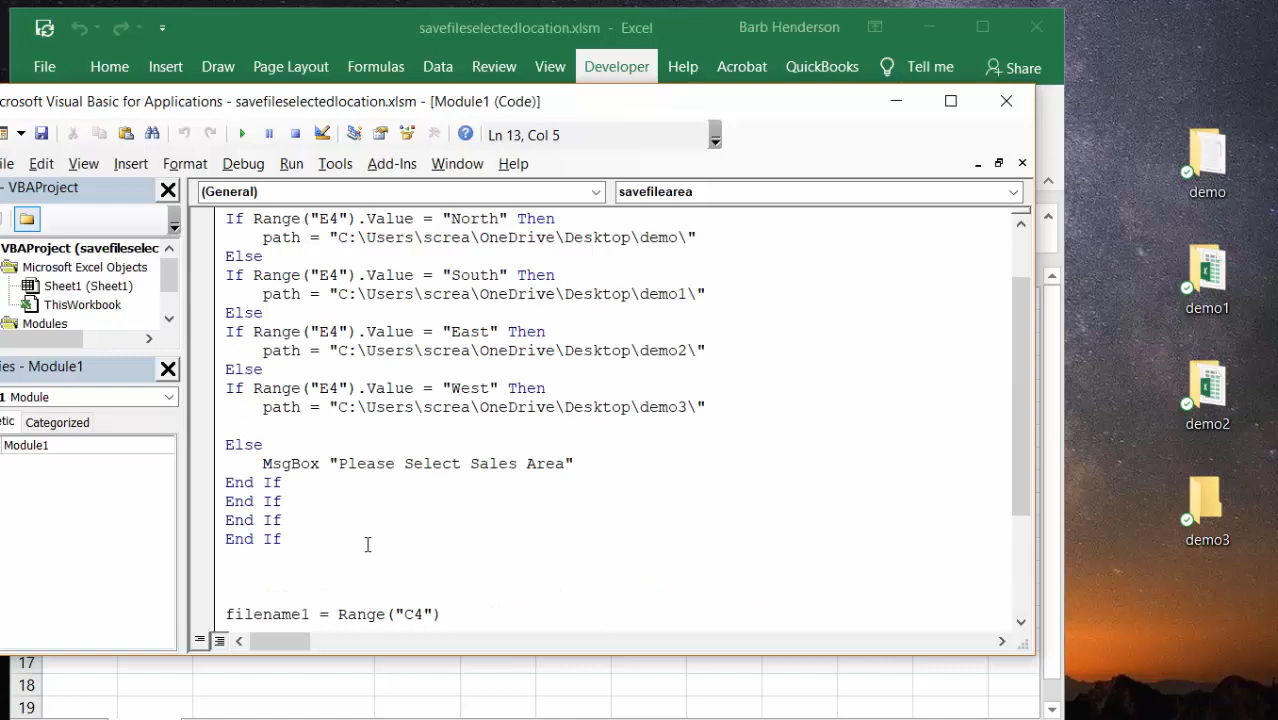 savefileselectedlocation.xlsm - Excel
Barb Henderson
File Home Insert Draw Page Layout Formulas Data Review View Developer Help Acrobat QuickBooks Tell me Share
crosoft Visual Basic for Applications - savefileselectedlocation.xlsm - [Module1 (Code)]
Ln 13, Col 5
ile Edit View Insert Format Debug Run Tools Add-Ins Window Help
- VBAProject
(General)
savefilearea
VBAProject (savefileselec
Microsoft Excel Objects
Sheet1 (Sheet1)
ThisWorkbook
Modules
ies - Module1
1 Module
etic Categorized
Module1
If Range("E4").Value = "North" Then
path = "C:\Users\screa\OneDrive\Desktop\demo\"
Else
If Range("E4").Value = "South" Then
path = "C:\Users\screa\OneDrive\Desktop\demo1\"
Else
If Range("E4").Value = "East" Then
path = "C:\Users\screa\OneDrive\Desktop\demo2\"
Else
If Range("E4").Value = "West" Then
path = "C:\Users\screa\OneDrive\Desktop\demo3\"
Else
MsgBox "Please Select Sales Area"
End If
End If
End If
End If
filename1 = Range("C4")
17
18
19
demo
demo1
demo2
demo3